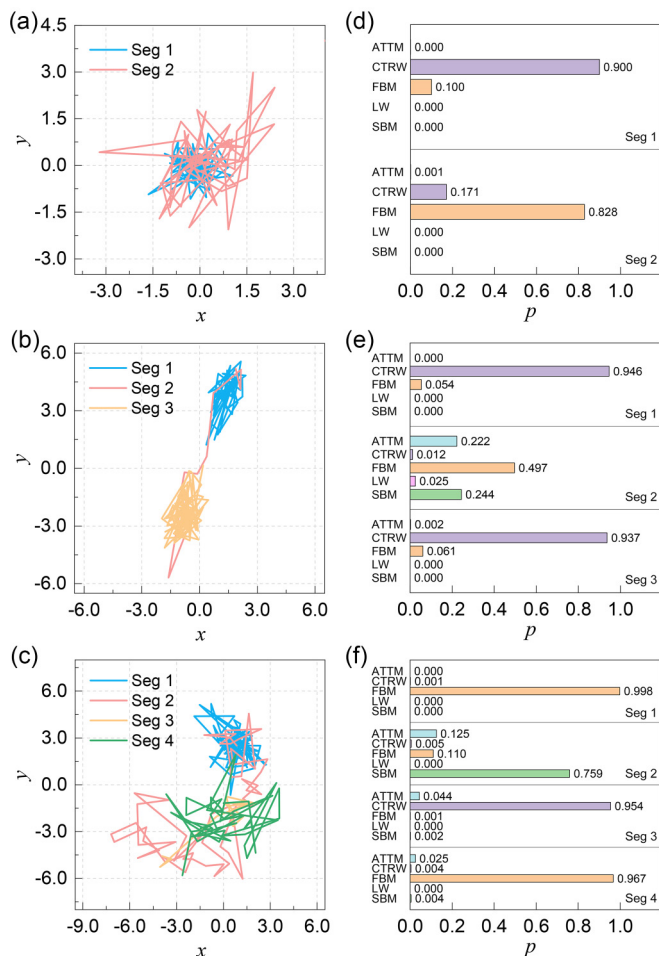 (a)
4.5
3.0
1.5
0.0
-1.5
-3.0
y
Seg 1
Seg 2
-3.0 -1.5 0.0 1.5 3.0
x
(d)
ATTM 0.000
CTRW 0.900
FBM 0.100
LW 0.000
SBM 0.000
Seg 1
ATTM 0.001
CTRW 0.171
FBM 0.828
LW 0.000
SBM 0.000
Seg 2
0.0 0.2 0.4 0.6 0.8 1.0
p
(b)
6.0
3.0
0.0
-3.0
-6.0
y
Seg 1
Seg 2
Seg 3
-6.0 -3.0 0.0 3.0 6.0
x
(e)
ATTM 0.000
CTRW 0.946
FBM 0.054
LW 0.000
SBM 0.000
Seg 1
ATTM 0.222
CTRW 0.012
FBM 0.497
LW 0.025
SBM 0.244
Seg 2
ATTM 0.002
CTRW 0.937
FBM 0.061
LW 0.000
SBM 0.000
Seg 3
0.0 0.2 0.4 0.6 0.8 1.0
p
(c)
6.0
3.0
0.0
-3.0
-6.0
y
Seg 1
Seg 2
Seg 3
Seg 4
-9.0 -6.0 -3.0 0.0 3.0 6.0
x
(f)
ATTM 0.000
CTRW 0.001
FBM 0.998
LW 0.000
SBM 0.000
Seg 1
ATTM 0.125
CTRW 0.005
FBM 0.110
LW 0.000
SBM 0.759
Seg 2
ATTM 0.044
CTRW 0.954
FBM 0.001
LW 0.000
SBM 0.002
Seg 3
ATTM 0.025
CTRW 0.004
FBM 0.967
LW 0.000
SBM 0.004
Seg 4
0.0 0.2 0.4 0.6 0.8 1.0
p